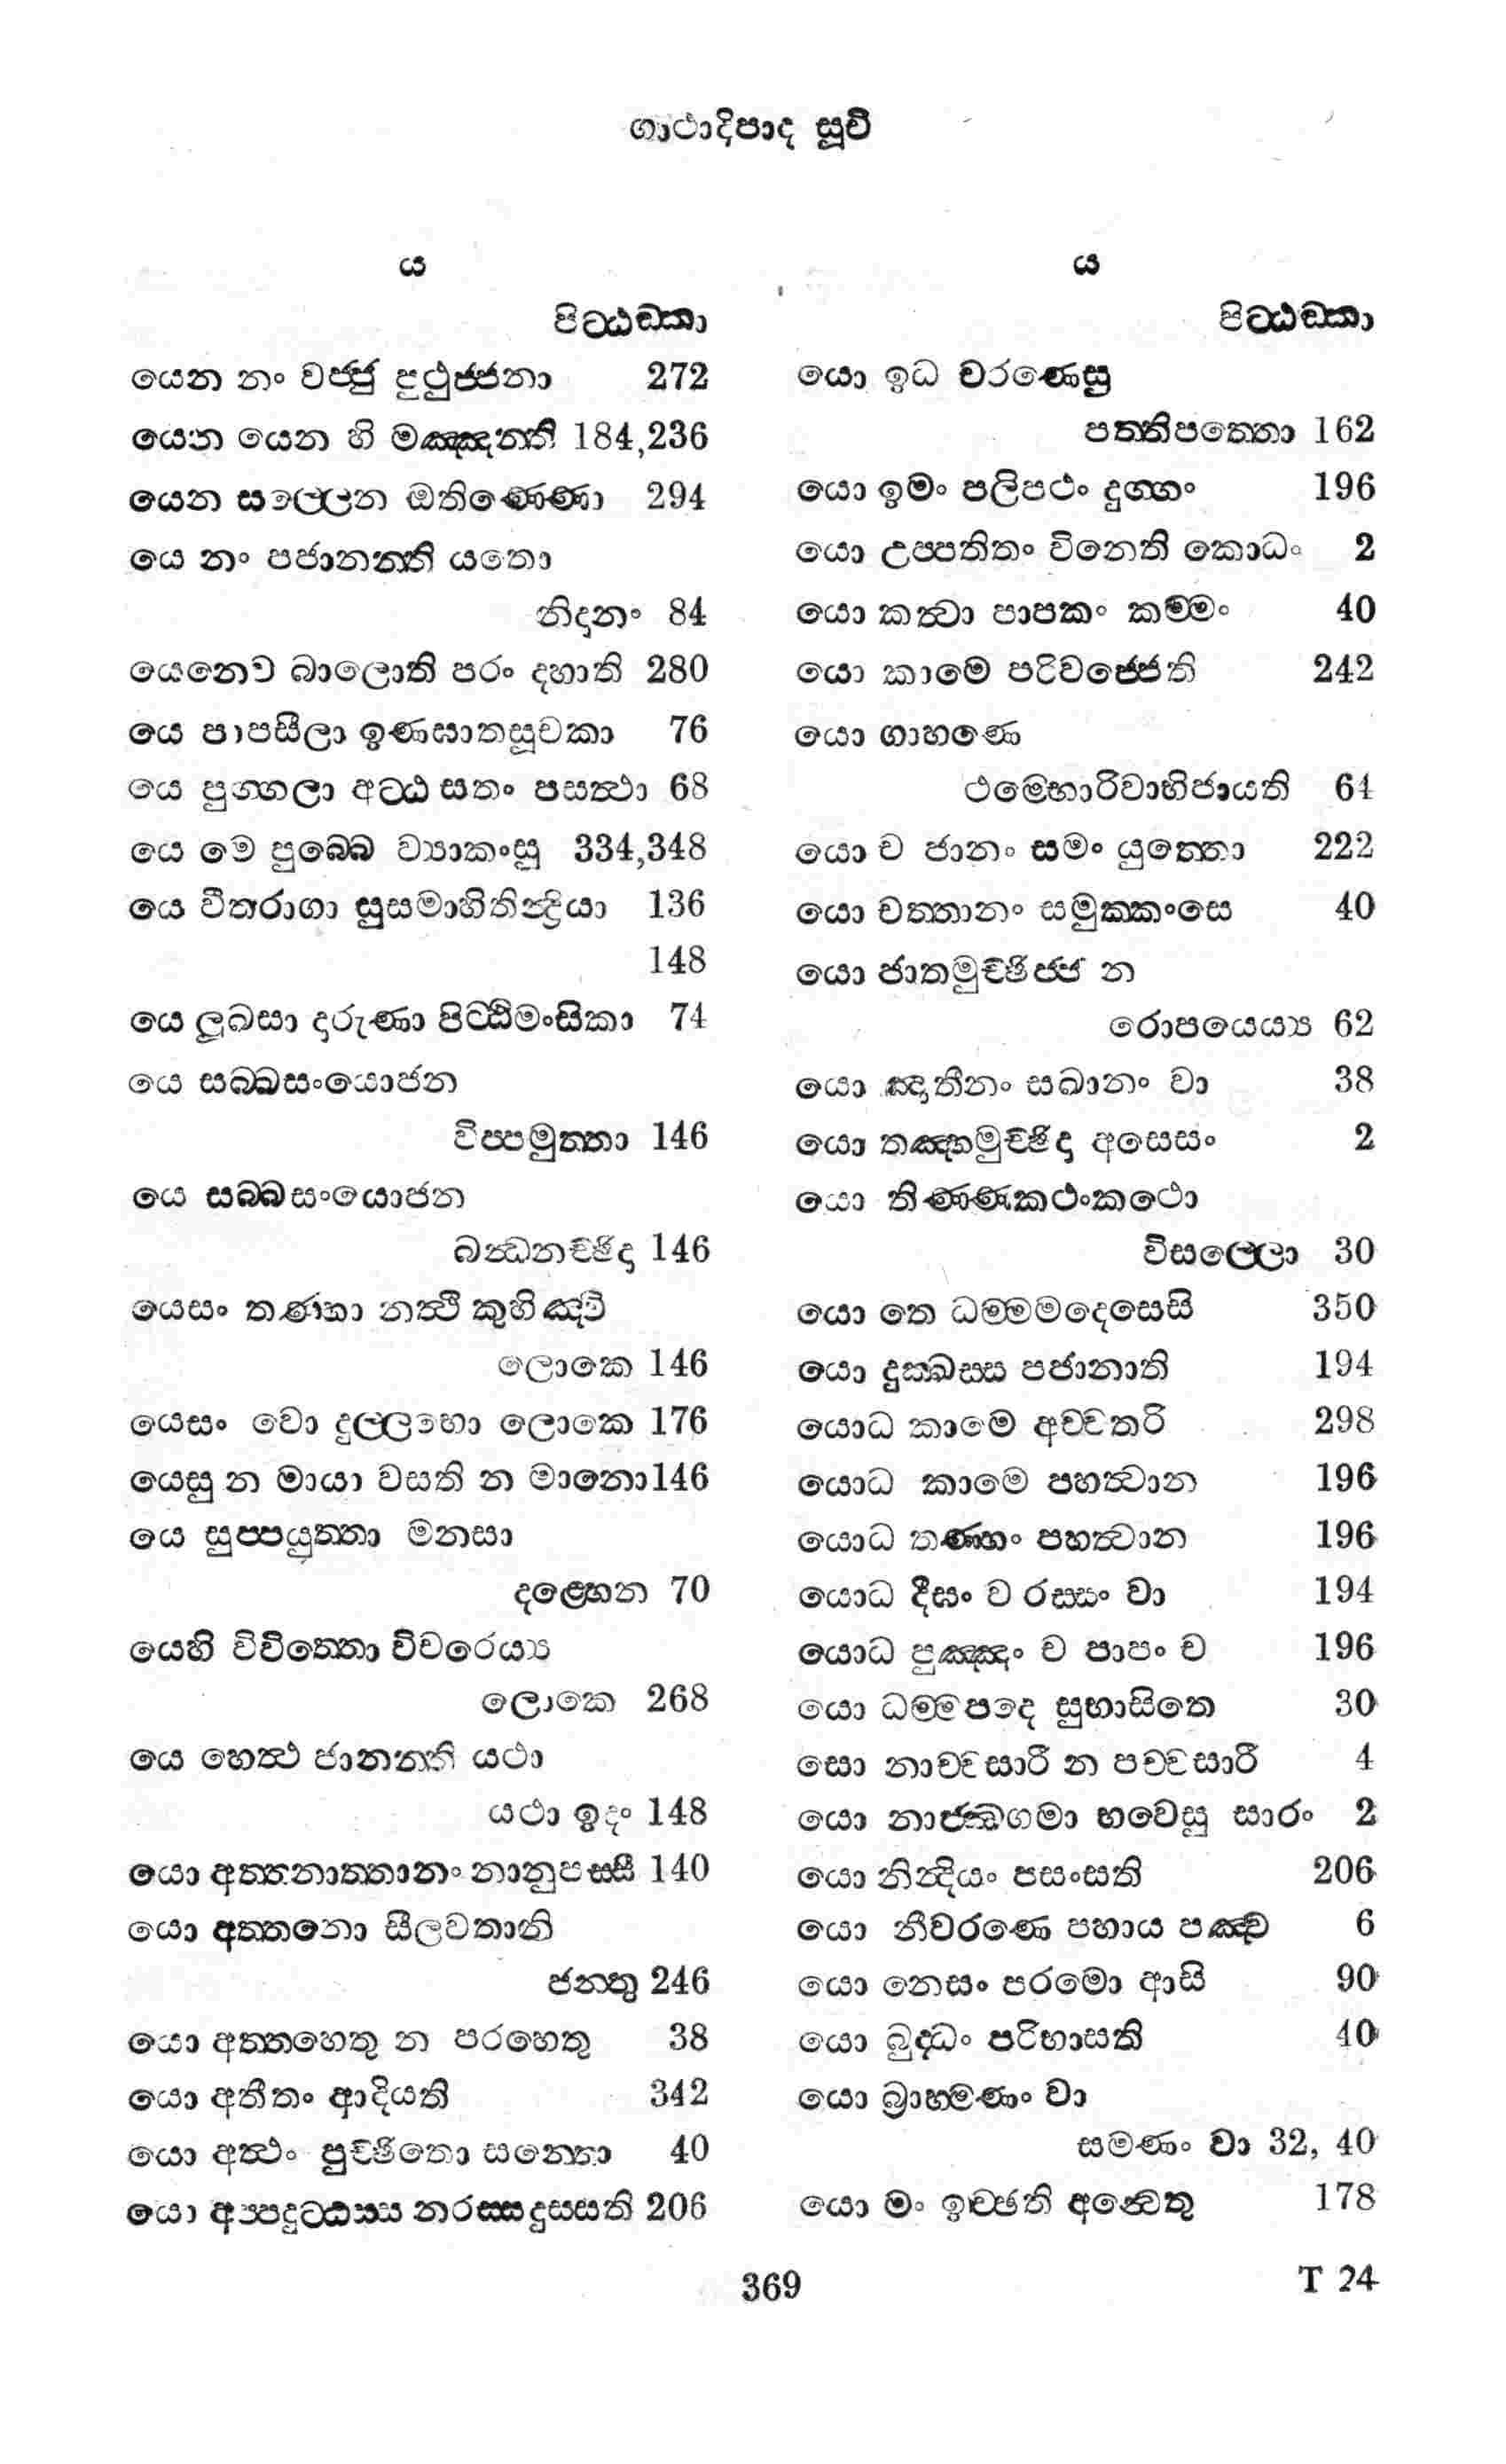 ගාථාදිපාද සූචි
ය
පිට්ඨඞ්කා
යෙන නං වජ්ජු පුථුජ්ජනා 272
යෙන යෙන හි මඤ්ඤන්ති 184,236
යෙන සල්ලෙන ඔතිණ්ණො 294
යෙ නං පජානන්ති යතො
නිදානං 84
යෙනෙව බාලොති පරං දහාති 280
යෙ පාපසීලා ඉණඝාතසූචකා 76
යෙ පුග්ගලා අට්ඨ සතං පසත්ථා 68
යෙ මෙ පුබ්බෙ ව්‍යාකංසු 334,348
යෙ වීතරාගා සුසමාහිතින්ද්‍රියා 136
148
යෙ ලූඛසා දාරුණා පිට්ඨිමංසිකා 74
යෙ සබ්බසංයොජන
විප්පමුත්තා 146
යෙ සබ්බසංයොජන
බන්ධනච්ඡිදා 146
යෙසං තණ්හා නත්ථි කුහිඤ්චි
ලොකෙ 146
යෙසං වො දුල්ලභො ලොකෙ 176
යෙසු න මායා වසති න මානො 146
යෙ සුප්පයුත්තා මනසා
දළ්හෙන 70
යෙහි විවිත්තො විචරෙය්‍ය
ලොකෙ 268
යෙ හෙත්ථ ජානන්ති යථා
යථා ඉදං 148
යො අත්තනාත්තානං නානුපස්සී 140
යො අත්තනො සීලවතානි
ජන්තු 246
යො අත්තහෙතු න පරහෙතු 38
යො අතීතං ආදියති 342
යො අත්ථං පුච්ඡිතො සන්තො 40
යො අප්පදුට්ඨස්ස නරස්ස දුස්සති 206
ය
පිට්ඨඞ්කා
යො ඉධ චරණෙසු
පත්තිපත්තො 162
යො ඉමං පලිපථං දුග්ගං 196
යො උප්පතිතං විනෙති කොධං 2
යො කත්වා පාපකං කම්මං 40
යො කාමෙ පරිවජ්ජෙති 242
යො ගාහණෙ
ථම්භොරිවාභිජායති 64
යො ච ජානං සමං යුත්තො 222
යො චත්තානං සමුක්කංසෙ 40
යො ජාතමුච්ඡිජ්ජ න
රොපයෙය්‍ය 62
යො ඤාතීනං සඛානං වා 38
යො තණ්හමුච්ඡිදා අසෙසං 2
යො තිණ්ණකථංකථො
විසල්ලො 30
යො තෙ ධම්මමදෙසෙසි 350
යො දුක්ඛස්ස පජානාති 194
යොධ කාමෙ අච්චතරි 298
යොධ කාමෙ පහත්වාන 196
යොධ තණ්හං පහත්වාන 196
යොධ දීඝං ව රස්සං වා 194
යොධ පුඤ්ඤං ච පාපං ච 196
යො ධම්මපදෙ සුභාසිතෙ 30
සො නාච්චසාරී න පච්චසාරී 4
යො නාජ්ඣගමා භවෙසු සාරං 2
යො නින්දියං පසංසති 206
යො නීවරණෙ පහාය පඤ්ච 6
යො නෙසං පරමො ආසි 90
යො බුද්ධං පරිභාසති 40
යො බ්‍රාහ්මණං වා
සමණං වා 32, 40
යො මං ඉච්ඡති අන්වෙතු 178
369
T 24